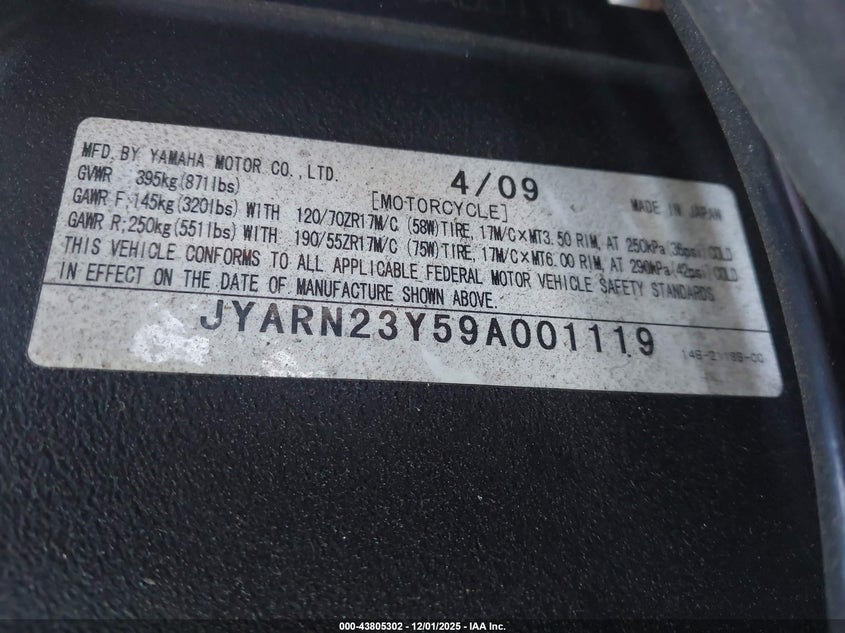 MFD. BY YAMAHA MOTOR CO., LTD. 4/09 MADE IN JAPAN
GVWR 395kg(871lbs) [MOTORCYCLE]
GAWR F;145kg(320lbs) WITH 120/70ZR17M/C (58W)TIRE, 17M/C×MT3.50 RIM, AT 250kPa(36psi)COLD
GAWR R;250kg(551lbs) WITH 190/55ZR17M/C (75W)TIRE, 17M/C×MT6.00 RIM, AT 290kPa(42psi)COLD
THIS VEHICLE CONFORMS TO ALL APPLICABLE FEDERAL MOTOR VEHICLE SAFETY STANDARDS
IN EFFECT ON THE DATE OF MANUFACTURE SHOWN ABOVE.
JYARN23Y59A001119
000-43805302 - 12/01/2025 - IAA Inc.